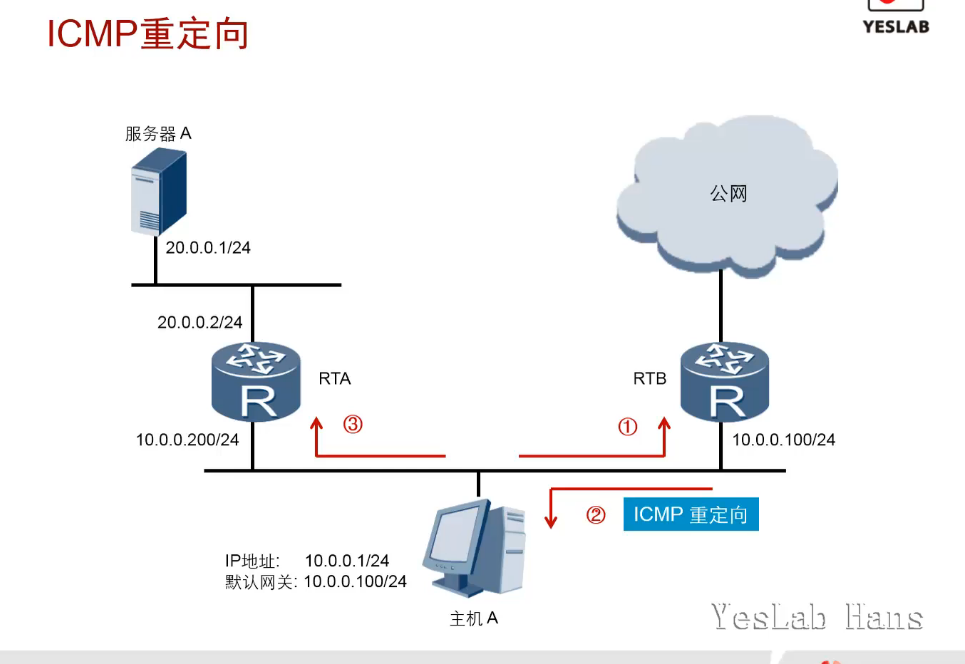 ICMP重定向
YESLAB
服务器 A
公网
20.0.0.1/24
20.0.0.2/24
R
RTA
RTB
R
③
①
10.0.0.200/24
10.0.0.100/24
②
ICMP 重定向
IP地址: 10.0.0.1/24
默认网关: 10.0.0.100/24
主机 A
YesLab Hans